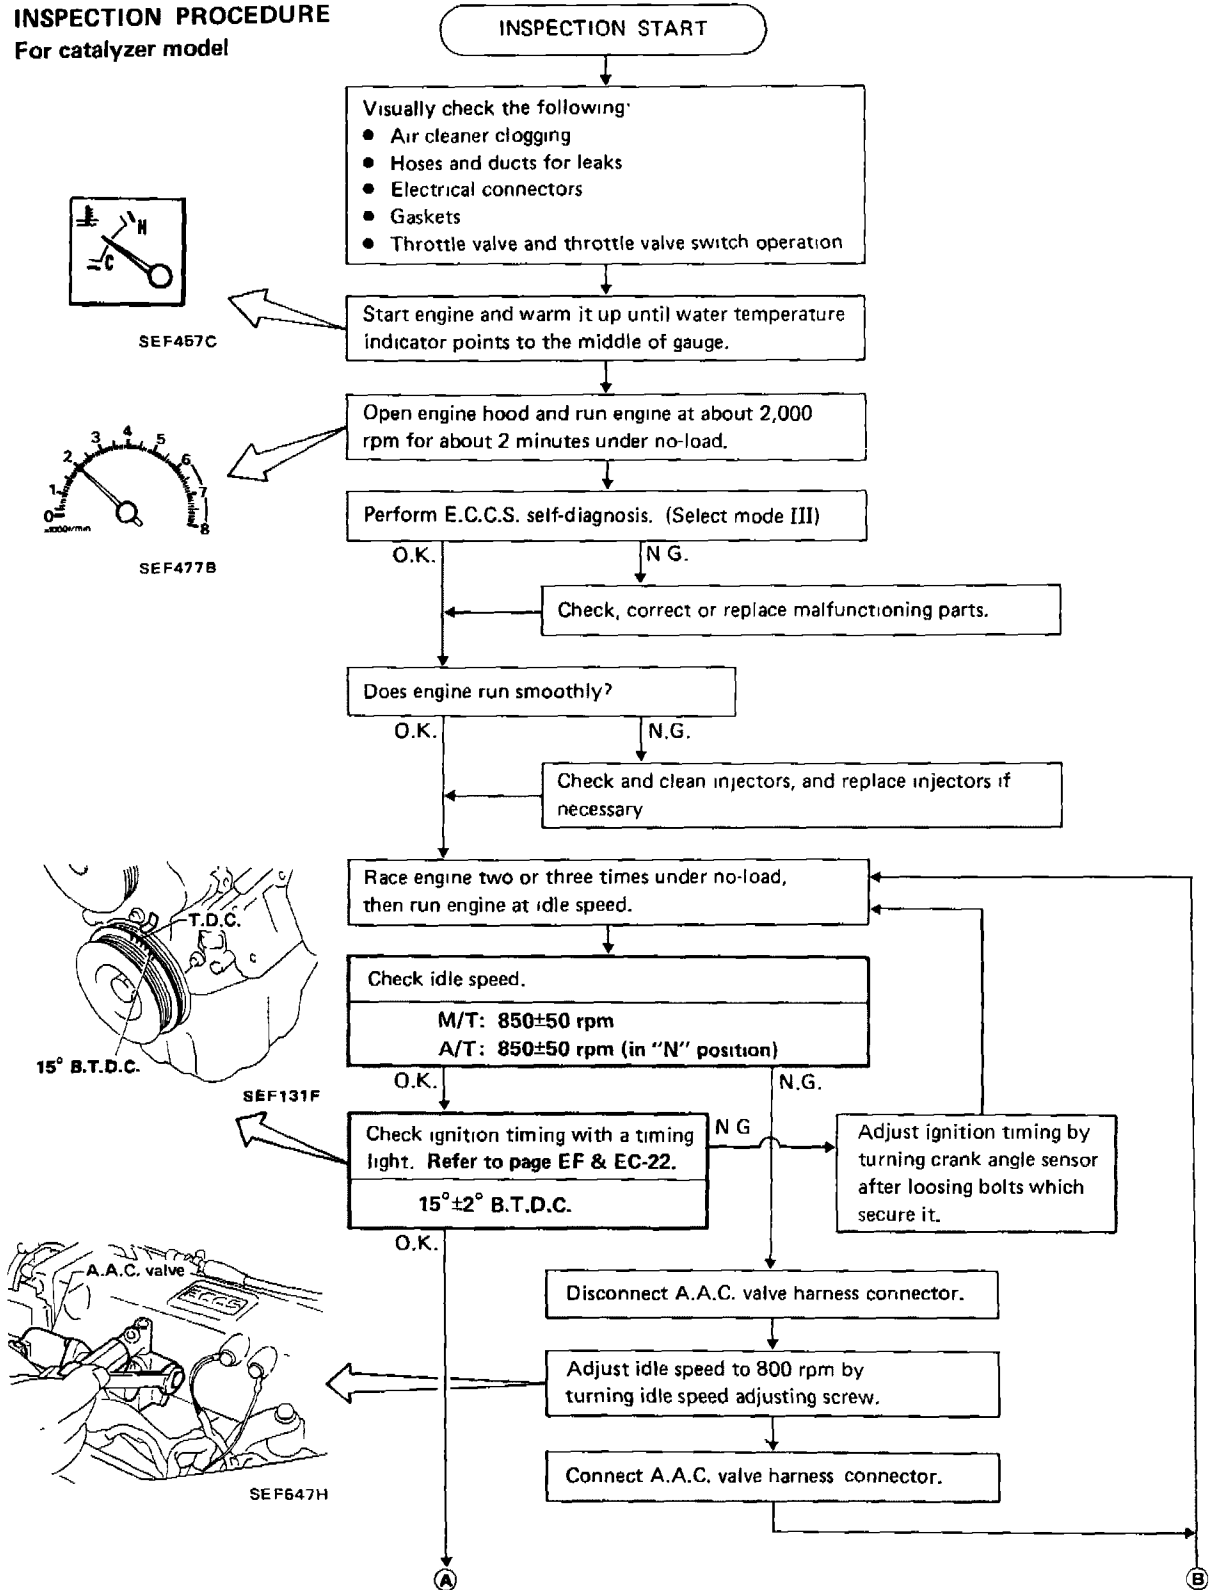 INSPECTION PROCEDURE
For catalyzer model
INSPECTION START
Visually check the following:
● Air cleaner clogging
● Hoses and ducts for leaks
● Electrical connectors
● Gaskets
● Throttle valve and throttle valve switch operation
H
C
SEF457C
Start engine and warm it up until water temperature
indicator points to the middle of gauge.
Open engine hood and run engine at about 2,000
rpm for about 2 minutes under no-load.
0 1 2 3 4 5 6 7 8
×1000r/min
SEF477B
Perform E.C.C.S. self-diagnosis. (Select mode III)
O.K.
N G.
Check, correct or replace malfunctioning parts.
Does engine run smoothly?
O.K.
N.G.
Check and clean injectors, and replace injectors if
necessary
Race engine two or three times under no-load,
then run engine at idle speed.
T.D.C.
15° B.T.D.C.
SEF131F
Check idle speed.
M/T: 850±50 rpm
A/T: 850±50 rpm (in "N" position)
O.K.
N.G.
Check ignition timing with a timing
light. Refer to page EF & EC-22.
15°±2° B.T.D.C.
N G
Adjust ignition timing by
turning crank angle sensor
after loosing bolts which
secure it.
O.K.
A.A.C. valve
ECCS
SEF647H
Disconnect A.A.C. valve harness connector.
Adjust idle speed to 800 rpm by
turning idle speed adjusting screw.
Connect A.A.C. valve harness connector.
A
B